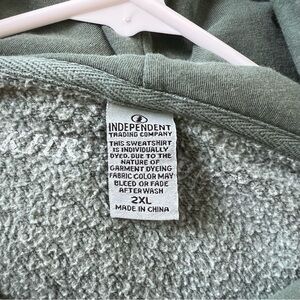 INDEPENDENT
TRADING COMPANY
THIS SWEATSHIRT
IS INDIVIDUALLY
DYED. DUE TO THE
NATURE OF
GARMENT DYEING
FABRIC COLOR MAY
BLEED OR FADE
AFTER WASH
2XL
MADE IN CHINA